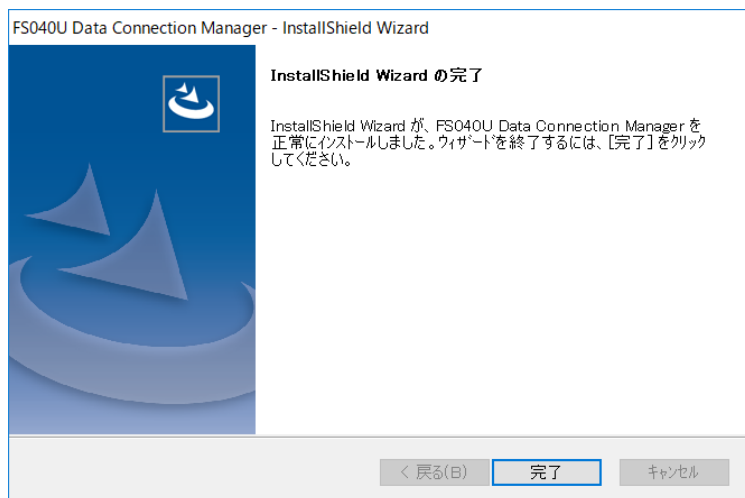 FS040U Data Connection Manager - InstallShield Wizard
InstallShield Wizard の完了
InstallShield Wizard が、FS040U Data Connection Manager を
正常にインストールしました。ウィザードを終了するには、[完了]をクリック
してください。
< 戻る(B)
完了
キャンセル